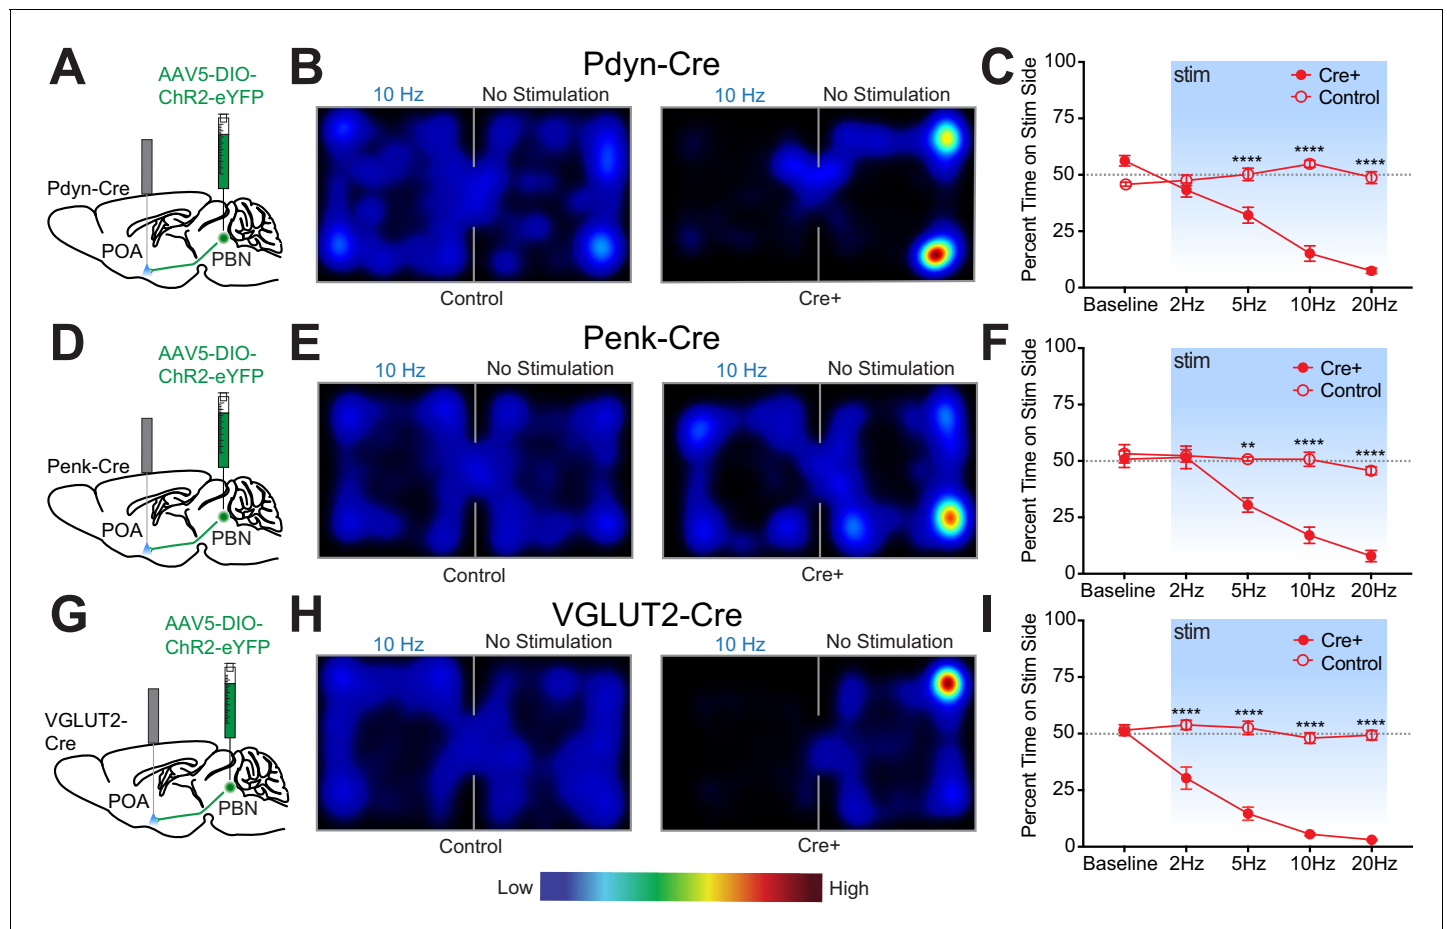 A
AAV5-DIO-
ChR2-eYFP
Pdyn-Cre
POA
PBN
B
Pdyn-Cre
10 Hz
No Stimulation
10 Hz
No Stimulation
Control
Cre+
C
Percent Time on Stim Side
100
75
50
25
0
stim
Cre+
Control
****
****
****
Baseline
2Hz
5Hz
10Hz
20Hz
D
AAV5-DIO-
ChR2-eYFP
Penk-Cre
POA
PBN
E
Penk-Cre
10 Hz
No Stimulation
10 Hz
No Stimulation
Control
Cre+
F
Percent Time on Stim Side
100
75
50
25
0
stim
Cre+
Control
**
****
****
Baseline
2Hz
5Hz
10Hz
20Hz
G
AAV5-DIO-
ChR2-eYFP
VGLUT2-
Cre
POA
PBN
H
VGLUT2-Cre
10 Hz
No Stimulation
10 Hz
No Stimulation
Control
Cre+
Low
High
I
Percent Time on Stim Side
100
75
50
25
0
stim
Cre+
Control
****
****
****
****
Baseline
2Hz
5Hz
10Hz
20Hz